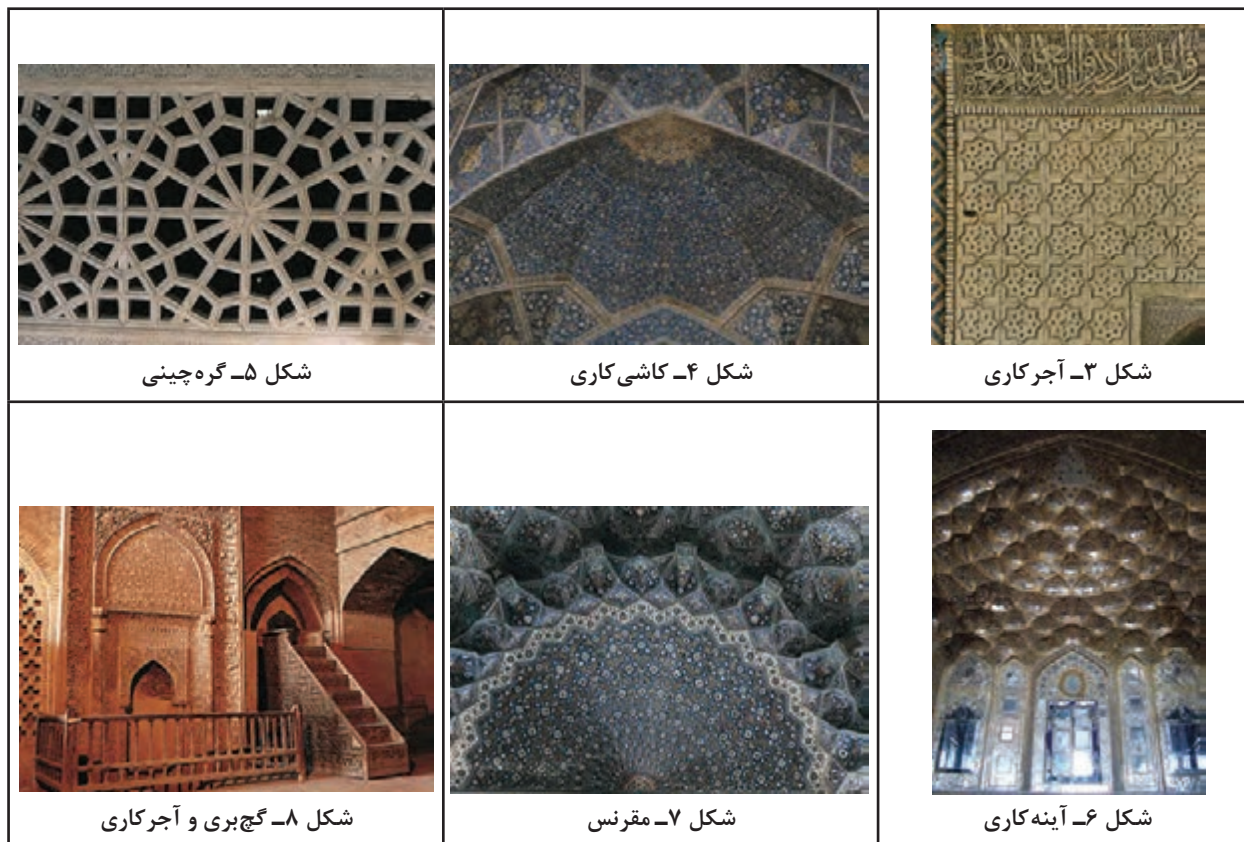 شکل ۳ـ آجرکاری
شکل ۴ـ کاشی‌کاری
شکل ۵ـ گره‌چینی
شکل ۶ـ آینه‌کاری
شکل ۷ـ مقرنس
شکل ۸ـ گچ‌بری و آجرکاری